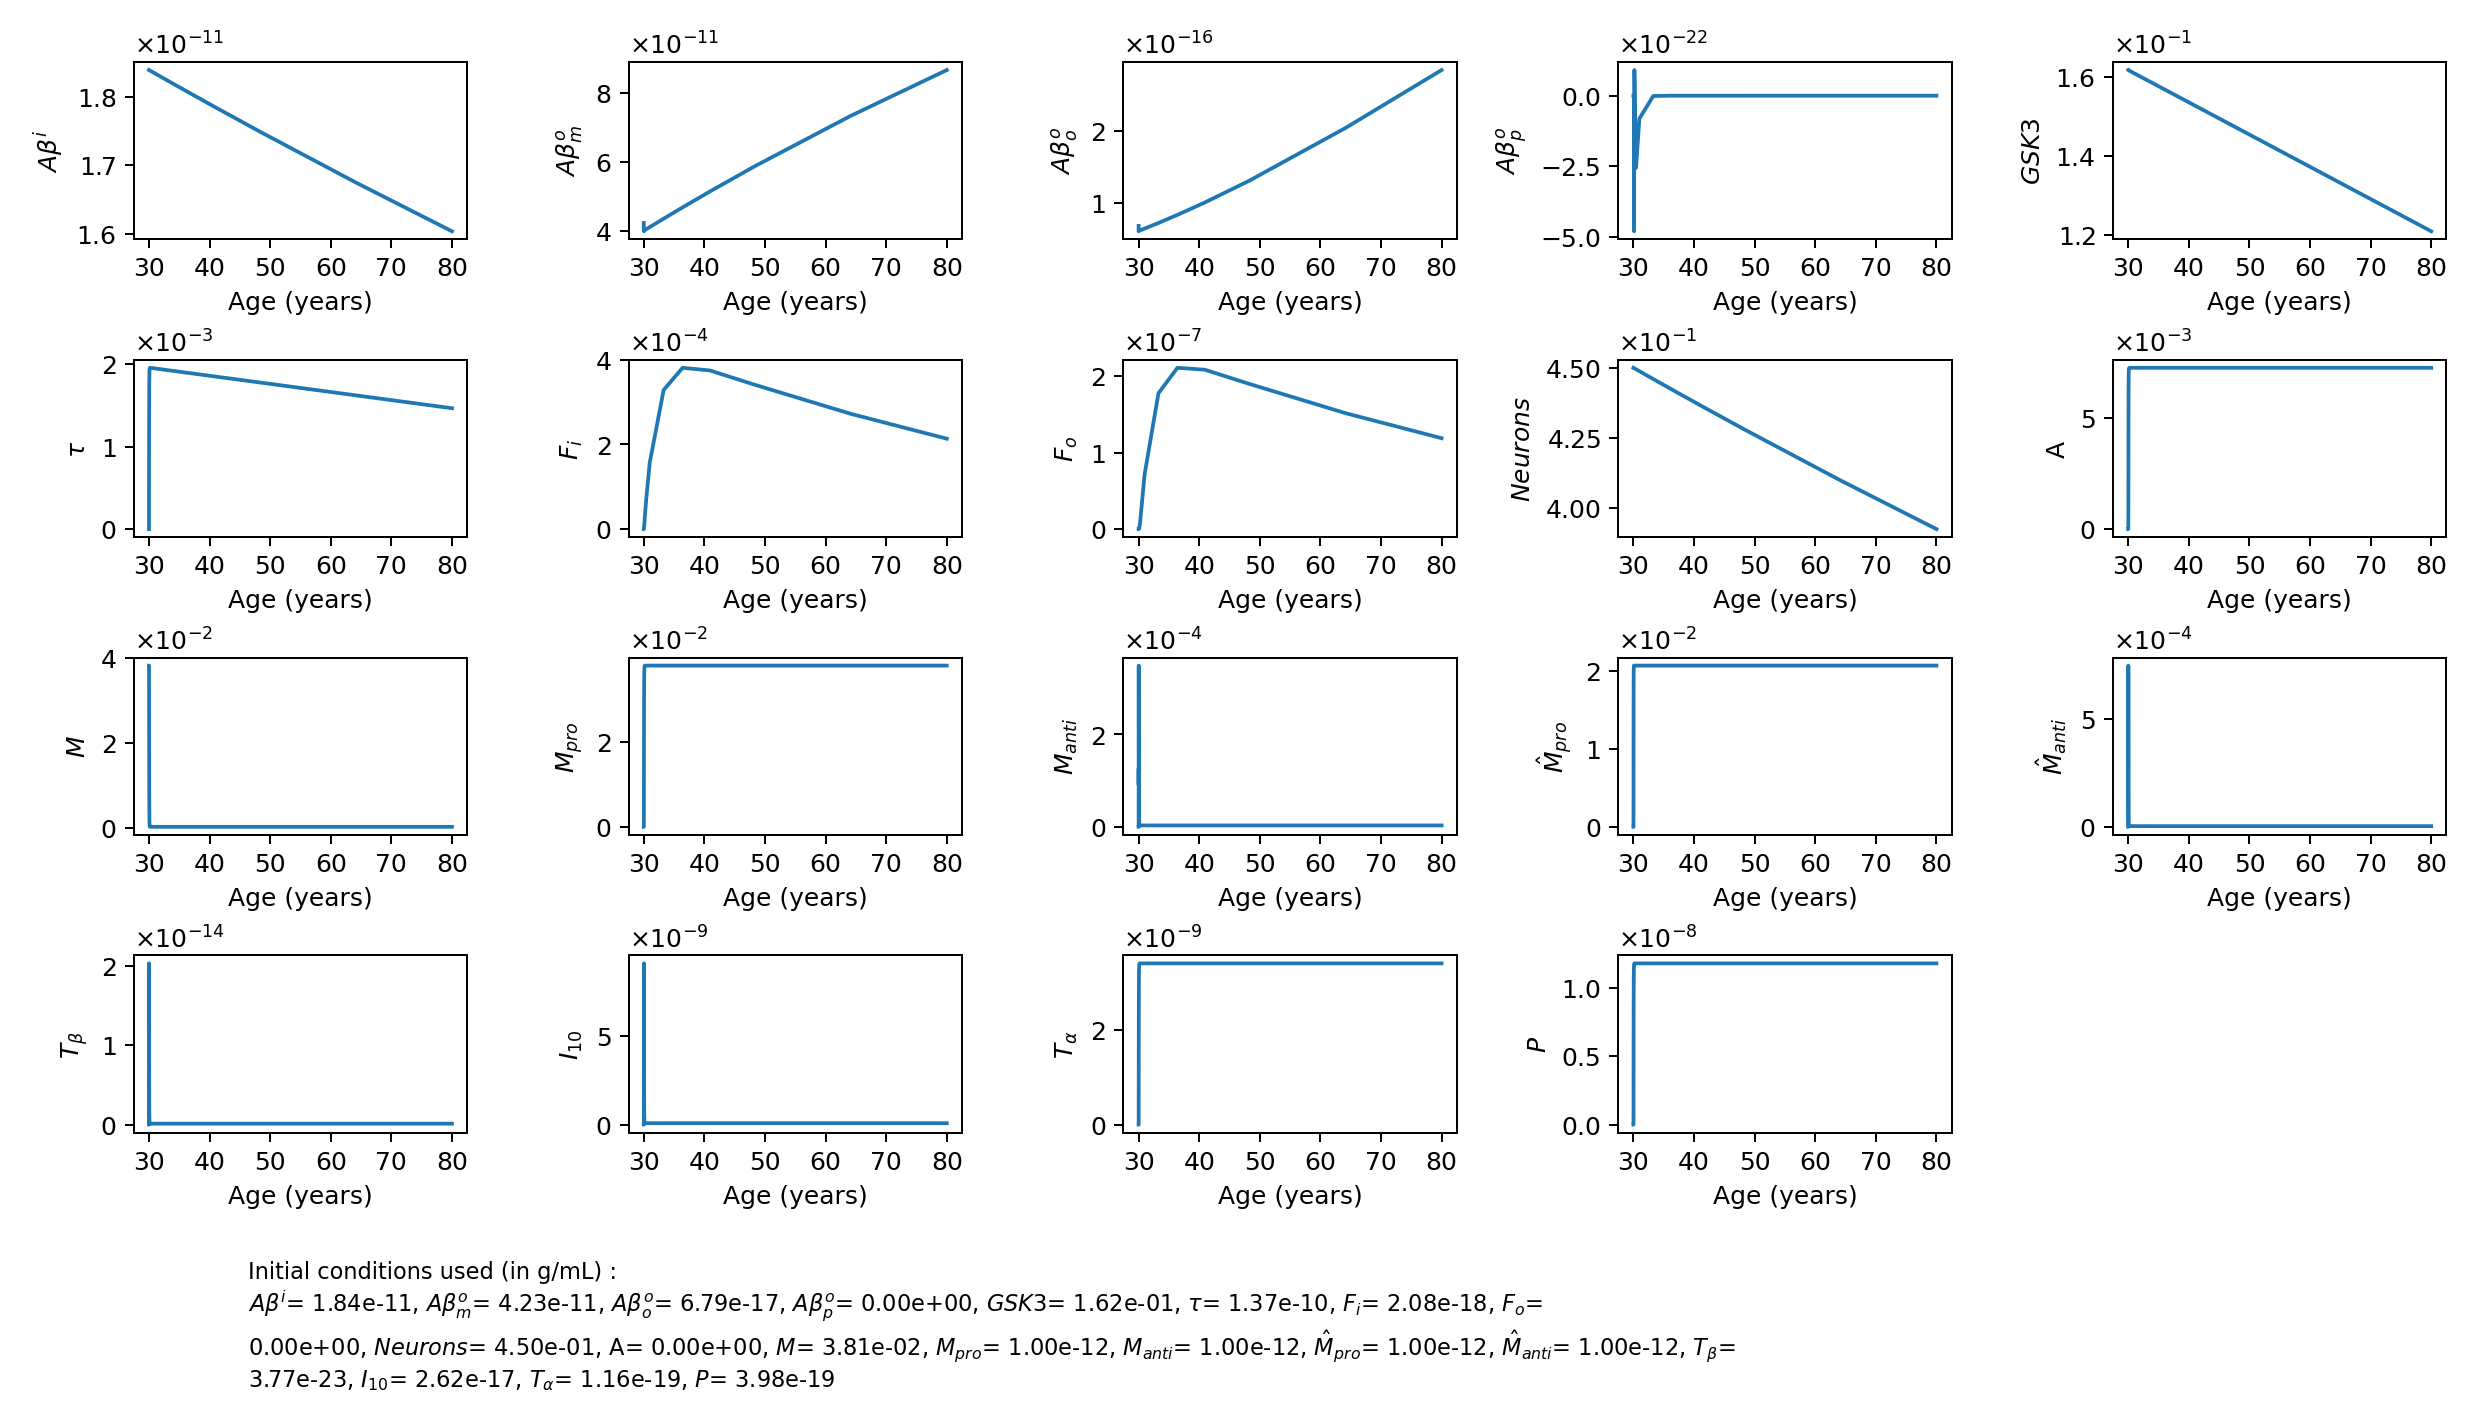 ×10⁻¹¹ ×10⁻¹¹ ×10⁻¹⁶ ×10⁻²² ×10⁻¹
Aβⁱ 1.8 1.7 1.6
30 40 50 60 70 80
Age (years)
Aβₘᵒ 8 6 4
30 40 50 60 70 80
Age (years)
Aβₒᵒ 2 1
30 40 50 60 70 80
Age (years)
Aβₚᵒ 0.0 −2.5 −5.0
30 40 50 60 70 80
Age (years)
GSK3 1.6 1.4 1.2
30 40 50 60 70 80
Age (years)
×10⁻³ ×10⁻⁴ ×10⁻⁷ ×10⁻¹ ×10⁻³
τ 2 1 0
30 40 50 60 70 80
Age (years)
Fᵢ 4 2 0
30 40 50 60 70 80
Age (years)
Fₒ 2 1 0
30 40 50 60 70 80
Age (years)
Neurons 4.50 4.25 4.00
30 40 50 60 70 80
Age (years)
A 5 0
30 40 50 60 70 80
Age (years)
×10⁻² ×10⁻² ×10⁻⁴ ×10⁻² ×10⁻⁴
M 4 2 0
30 40 50 60 70 80
Age (years)
M_pro 2 0
30 40 50 60 70 80
Age (years)
M_anti 2 0
30 40 50 60 70 80
Age (years)
M̂_pro 2 1 0
30 40 50 60 70 80
Age (years)
M̂_anti 5 0
30 40 50 60 70 80
Age (years)
×10⁻¹⁴ ×10⁻⁹ ×10⁻⁹ ×10⁻⁸
T_β 2 1 0
30 40 50 60 70 80
Age (years)
I₁₀ 5 0
30 40 50 60 70 80
Age (years)
T_α 2 0
30 40 50 60 70 80
Age (years)
P 1.0 0.5 0.0
30 40 50 60 70 80
Age (years)
Initial conditions used (in g/mL) :
Aβⁱ= 1.84e-11, Aβₘᵒ= 4.23e-11, Aβₒᵒ= 6.79e-17, Aβₚᵒ= 0.00e+00, GSK3= 1.62e-01, τ= 1.37e-10, Fᵢ= 2.08e-18, Fₒ=
0.00e+00, Neurons= 4.50e-01, A= 0.00e+00, M= 3.81e-02, M_pro= 1.00e-12, M_anti= 1.00e-12, M̂_pro= 1.00e-12, M̂_anti= 1.00e-12, T_β=
3.77e-23, I₁₀= 2.62e-17, T_α= 1.16e-19, P= 3.98e-19